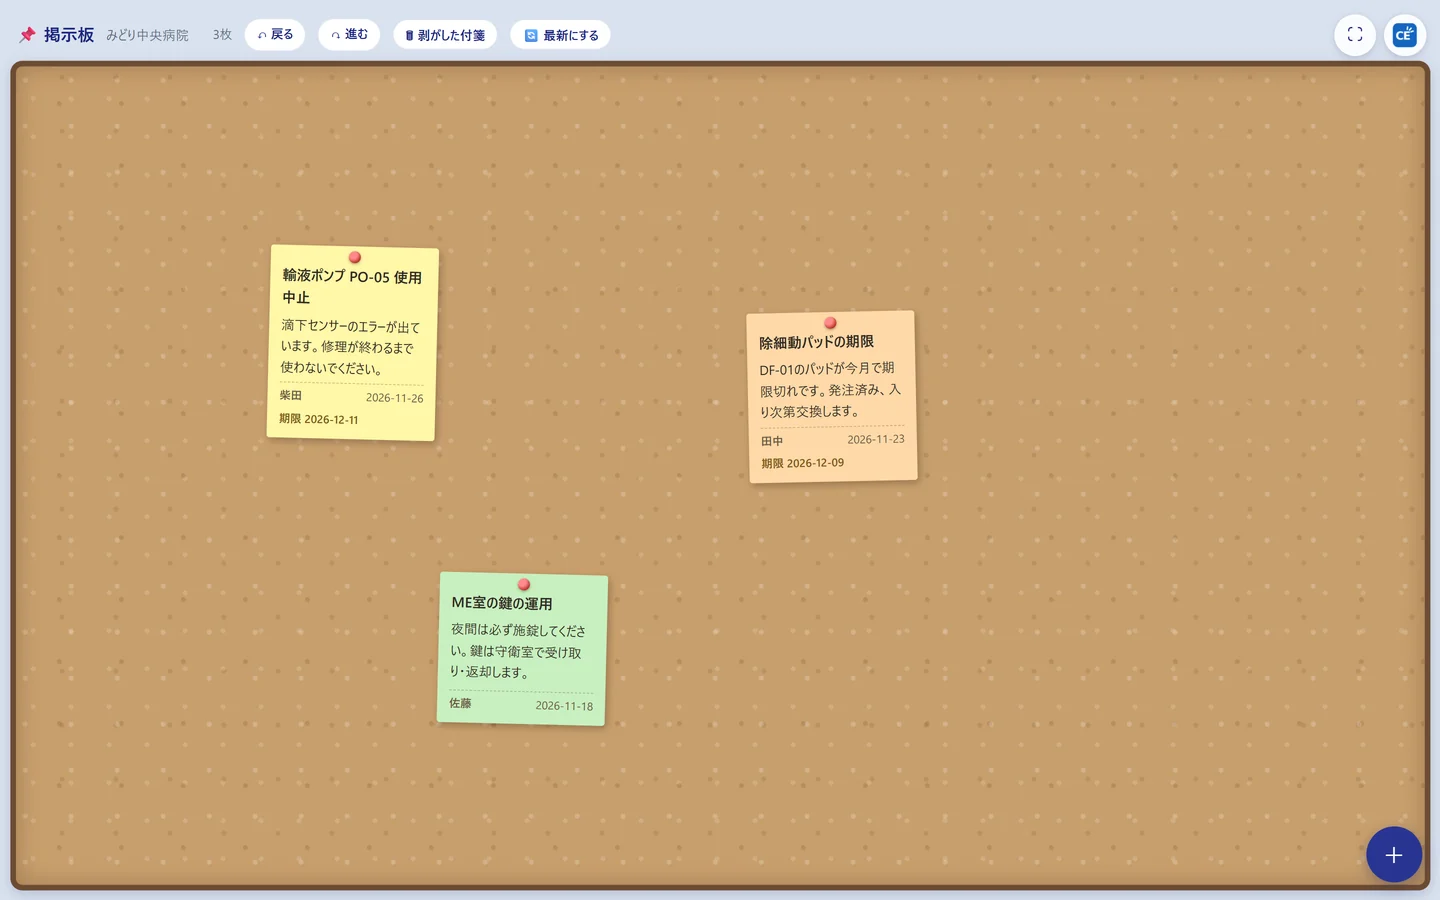 掲示板 みどり中央病院 3枚 戻る 進む 剥がした付箋 最新にする
CE
輸液ポンプ PO-05 使用
中止
滴下センサーのエラーが出て
います。修理が終わるまで
使わないでください。
柴田 2026-11-26
期限 2026-12-11
除細動パッドの期限
DF-01のパッドが今月で期
限切れです。発注済み、入
り次第交換します。
田中 2026-11-23
期限 2026-12-09
ME室の鍵の運用
夜間は必ず施錠してくださ
い。鍵は守衛室で受け取
り・返却します。
佐藤 2026-11-18